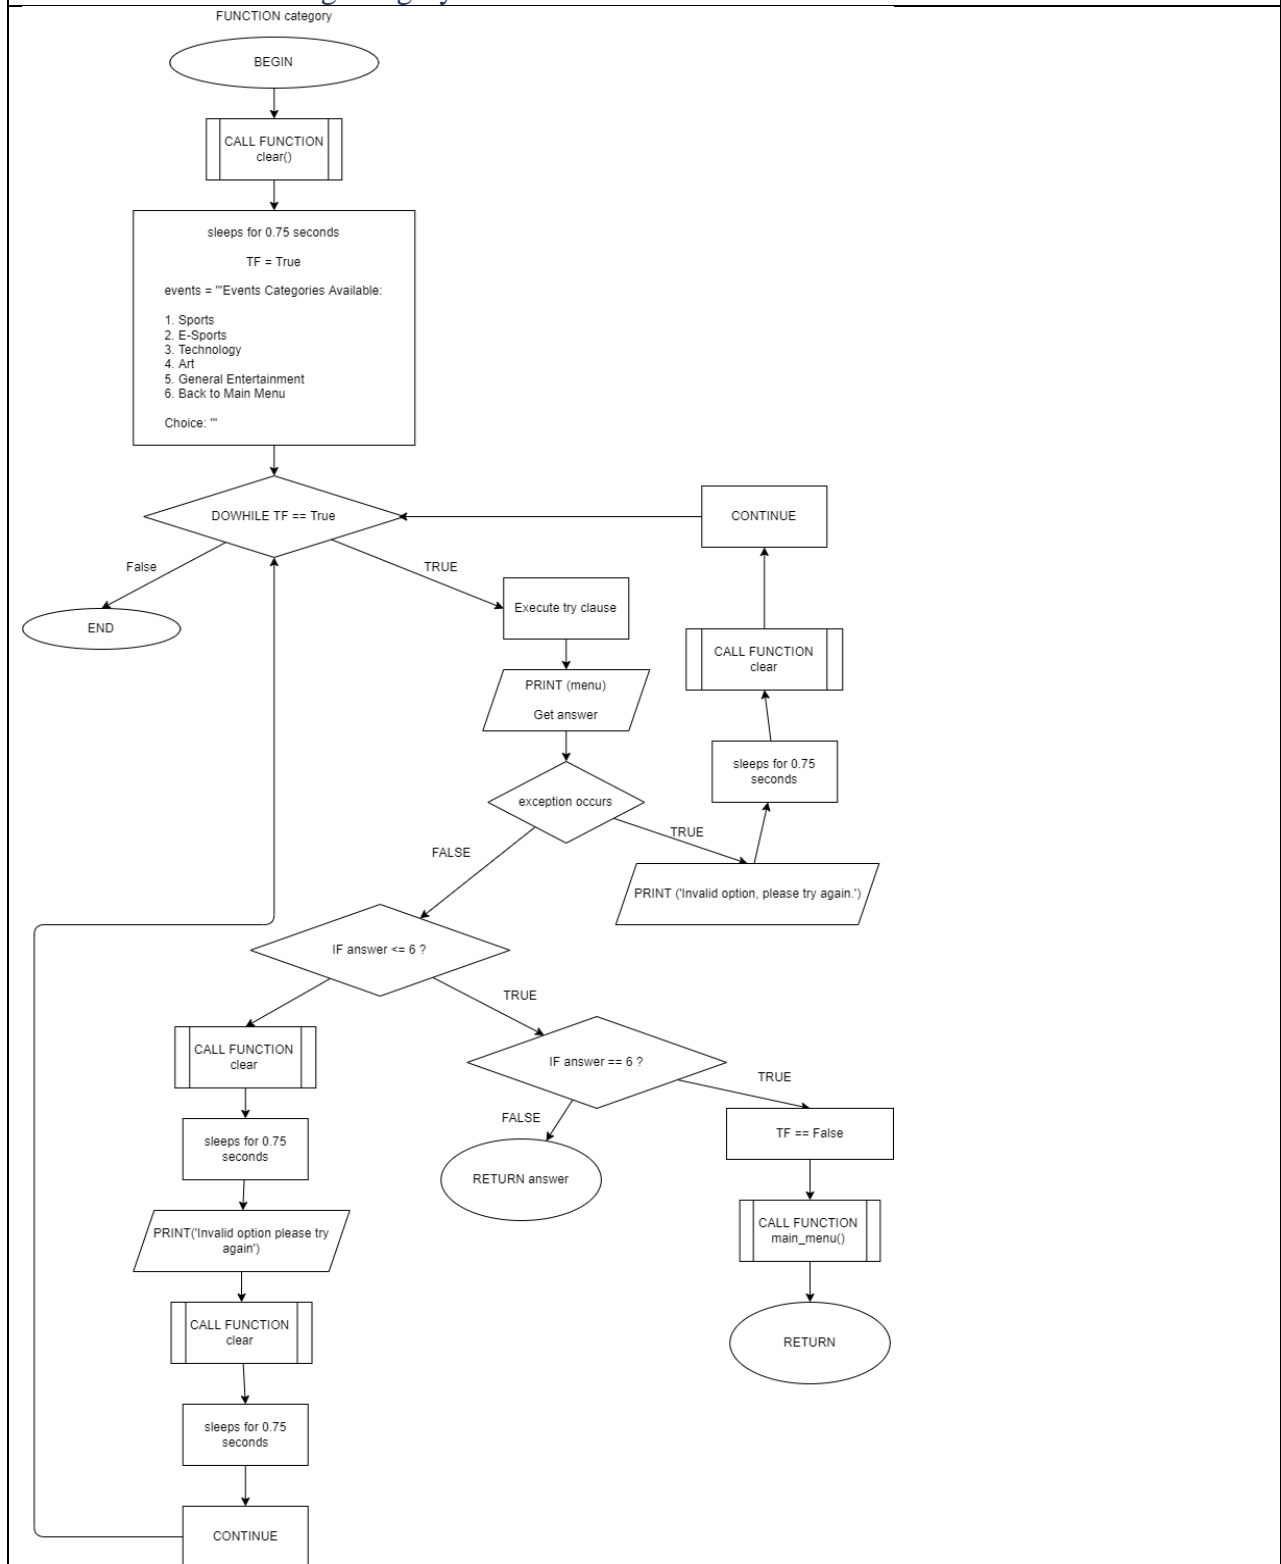 FUNCTION category
BEGIN
CALL FUNCTION
clear()
sleeps for 0.75 seconds
TF = True
events = '''Events Categories Available:
1. Sports
2. E-Sports
3. Technology
4. Art
5. General Entertainment
6. Back to Main Menu
Choice: '''
DOWHILE TF == True
CONTINUE
False
TRUE
END
Execute try clause
CALL FUNCTION
clear
PRINT (menu)
Get answer
sleeps for 0.75
seconds
exception occurs
TRUE
FALSE
PRINT ('Invalid option, please try again.')
IF answer <= 6 ?
TRUE
CALL FUNCTION
clear
IF answer == 6 ?
TRUE
FALSE
sleeps for 0.75
seconds
TF == False
RETURN answer
PRINT('Invalid option please try
again')
CALL FUNCTION
main_menu()
CALL FUNCTION
clear
RETURN
sleeps for 0.75
seconds
CONTINUE